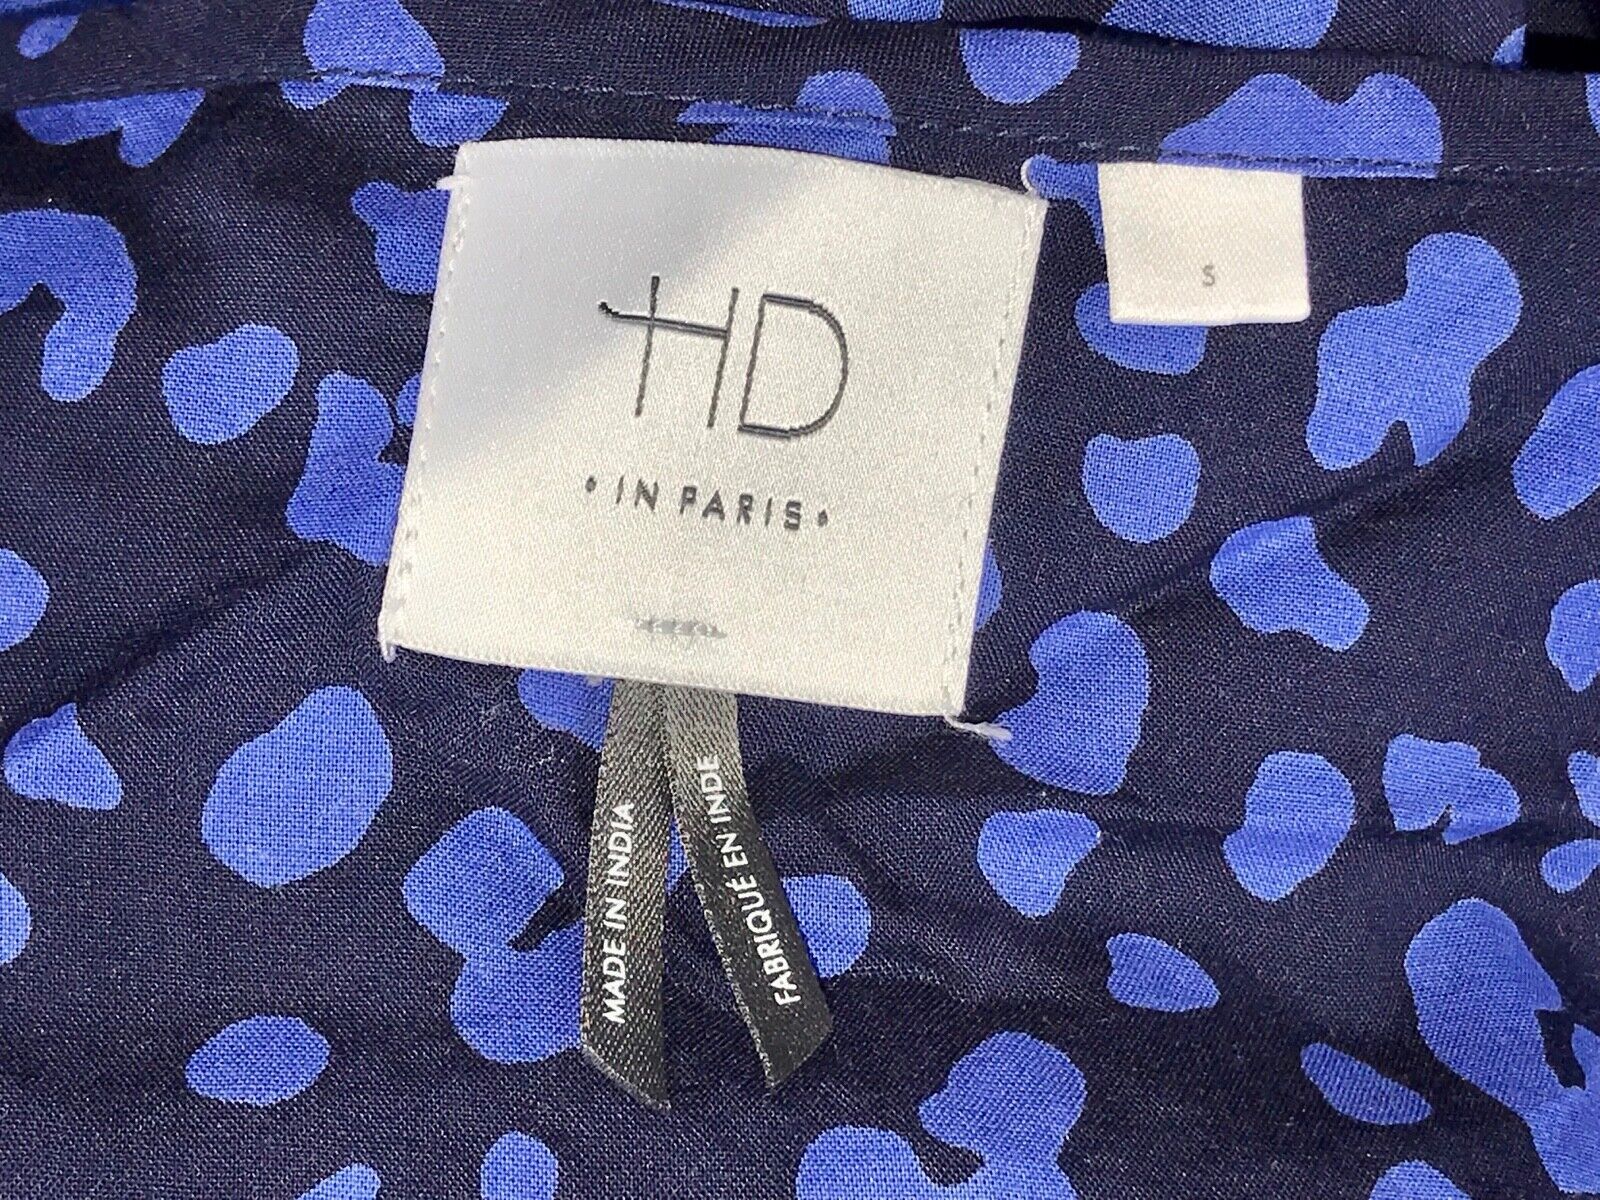 HD
• IN PARIS •
S
MADE IN INDIA
FABRIQUÉ EN INDE